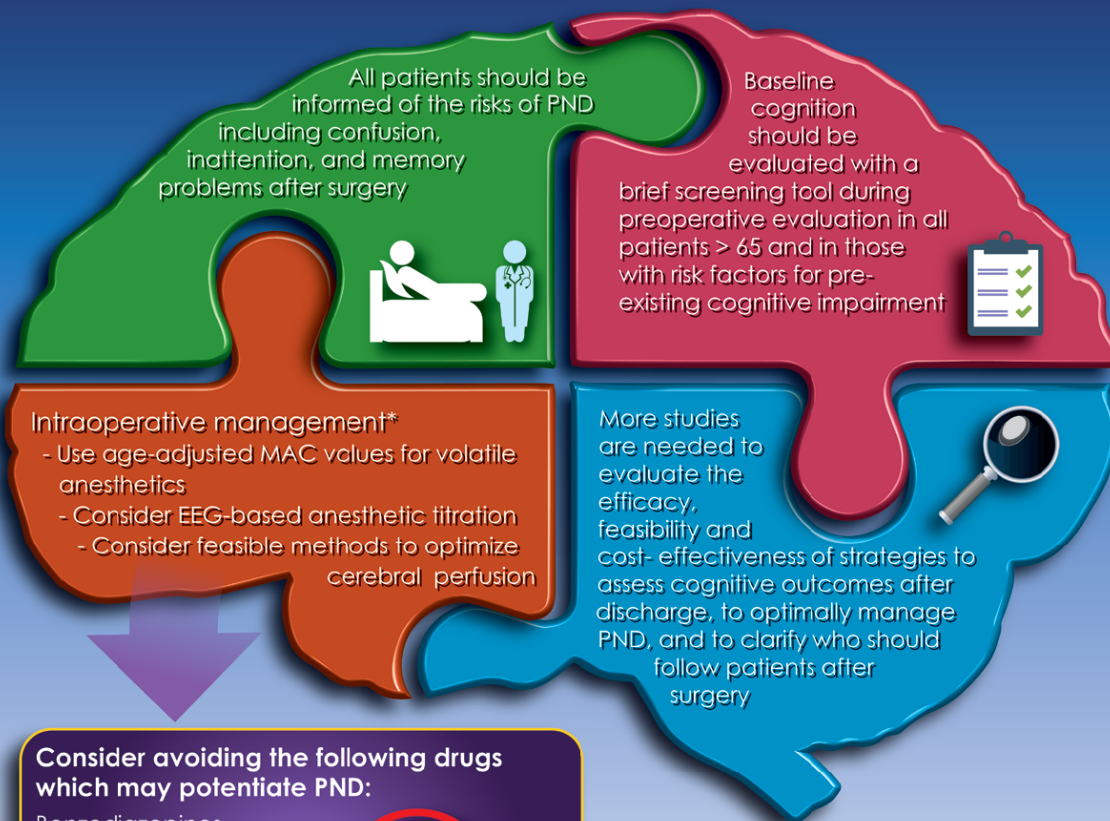 All patients should be
informed of the risks of PND
including confusion,
inattention, and memory
problems after surgery
Baseline
cognition
should be
evaluated with a
brief screening tool during
preoperative evaluation in all
patients > 65 and in those
with risk factors for pre-
existing cognitive impairment
Intraoperative management*
- Use age-adjusted MAC values for volatile
anesthetics
- Consider EEG-based anesthetic titration
- Consider feasible methods to optimize
cerebral perfusion
More studies
are needed to
evaluate the
efficacy,
feasibility and
cost- effectiveness of strategies to
assess cognitive outcomes after
discharge, to optimally manage
PND, and to clarify who should
follow patients after
surgery
Consider avoiding the following drugs
which may potentiate PND: